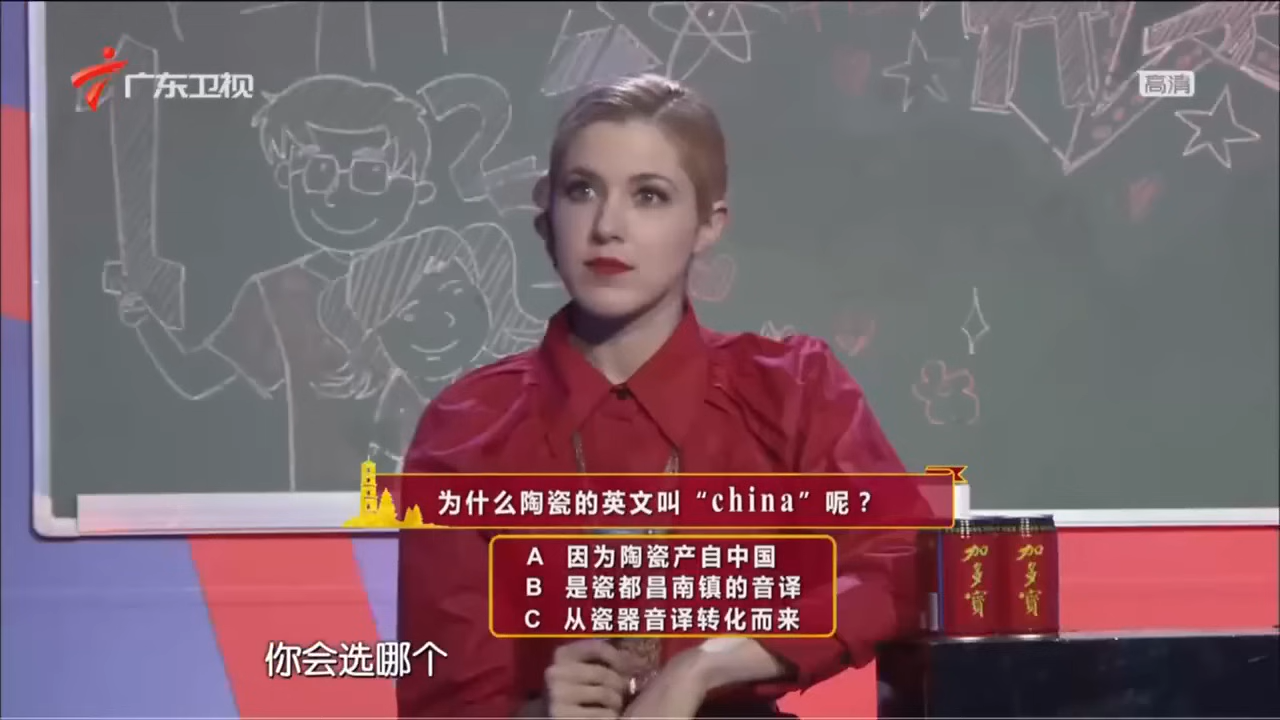 广东卫视
高清
为什么陶瓷的英文叫“china”呢？
A 因为陶瓷产自中国
B 是瓷都昌南镇的音译
C 从瓷器音译转化而来
加多寶
加多寶
你会选哪个